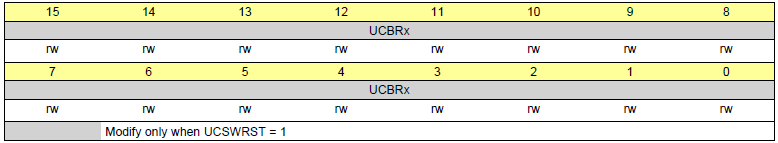 15 14 13 12 11 10 9 8
UCBRx
rw rw rw rw rw rw rw rw
7 6 5 4 3 2 1 0
UCBRx
rw rw rw rw rw rw rw rw
Modify only when UCSWRST = 1